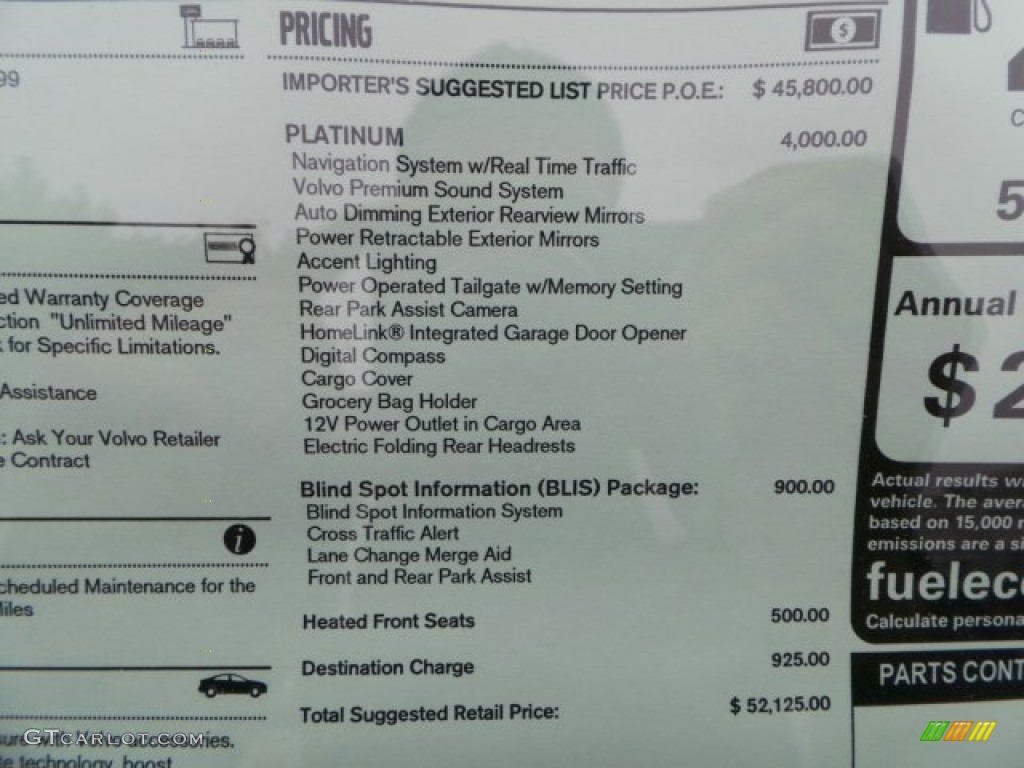 PRICING
IMPORTER'S SUGGESTED LIST PRICE P.O.E.: $ 45,800.00
PLATINUM 4,000.00
Navigation System w/Real Time Traffic
Volvo Premium Sound System
Auto Dimming Exterior Rearview Mirrors
Power Retractable Exterior Mirrors
Accent Lighting
Power Operated Tailgate w/Memory Setting
Rear Park Assist Camera
HomeLink® Integrated Garage Door Opener
Digital Compass
Cargo Cover
Grocery Bag Holder
12V Power Outlet in Cargo Area
Electric Folding Rear Headrests
Blind Spot Information (BLIS) Package: 900.00
Blind Spot Information System
Cross Traffic Alert
Lane Change Merge Aid
Front and Rear Park Assist
Heated Front Seats 500.00
Destination Charge 925.00
Total Suggested Retail Price: $ 52,125.00
99
ed Warranty Coverage
ction "Unlimited Mileage"
for Specific Limitations.
Assistance
: Ask Your Volvo Retailer
e Contract
i
cheduled Maintenance for the
Miles
accessories.
le technology, boost
GTcarlot.com
$
5
Annual
$2
Actual results w
vehicle. The aver
based on 15,000
emissions are a si
fueleco
Calculate persona
PARTS CONT